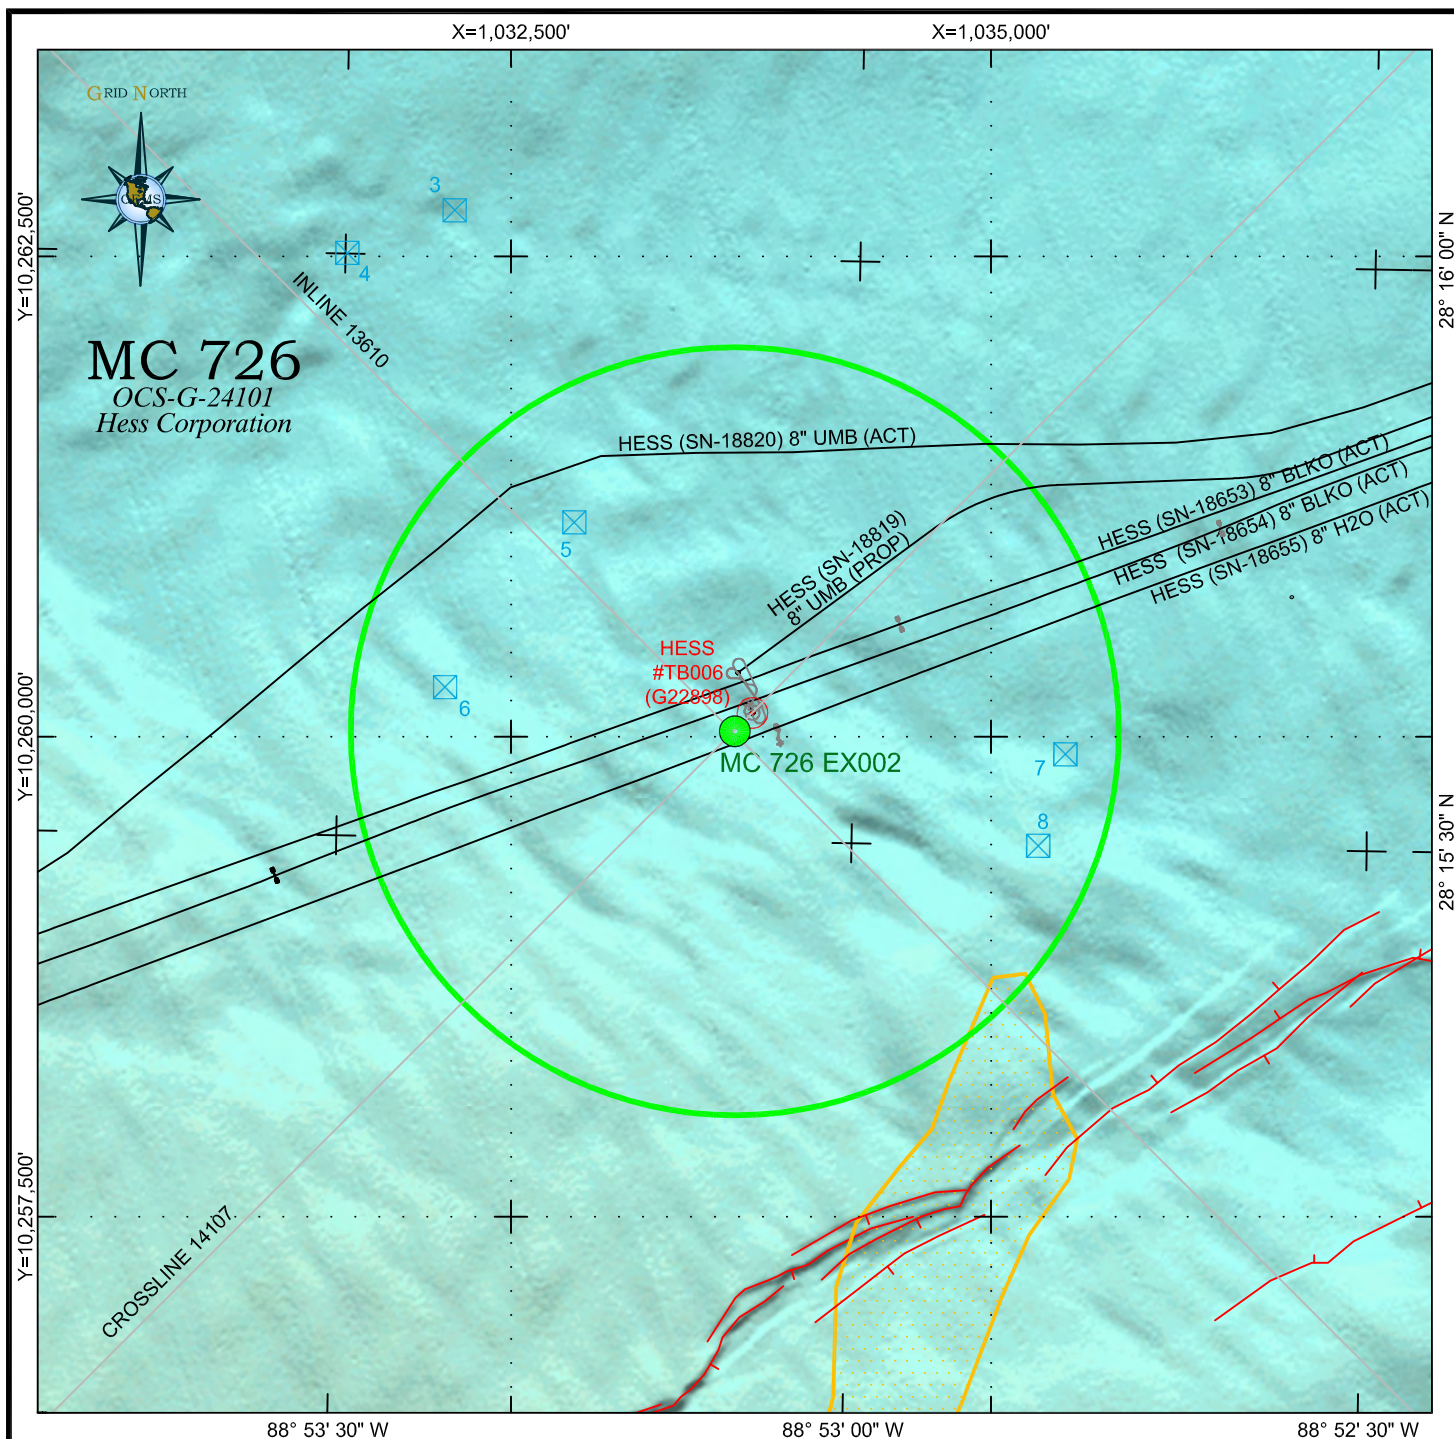 X=1,032,500'
X=1,035,000'
GRID NORTH
GEMS
Y=10,262,500'
28° 16' 00" N
3
4
INLINE 13610
MC 726
OCS-G-24101
Hess Corporation
HESS (SN-18820) 8" UMB (ACT)
HESS (SN-18653) 8" BLKO (ACT)
HESS (SN-18654) 8" BLKO (ACT)
HESS (SN-18655) 8" H2O (ACT)
HESS (SN-18819)
8" UMB (PROP)
5
HESS
#TB006
(G22898)
6
Y=10,260,000'
MC 726 EX002
7
8
28° 15' 30" N
Y=10,257,500'
CROSSLINE 14107
88° 53' 30" W
88° 53' 00" W
88° 52' 30" W